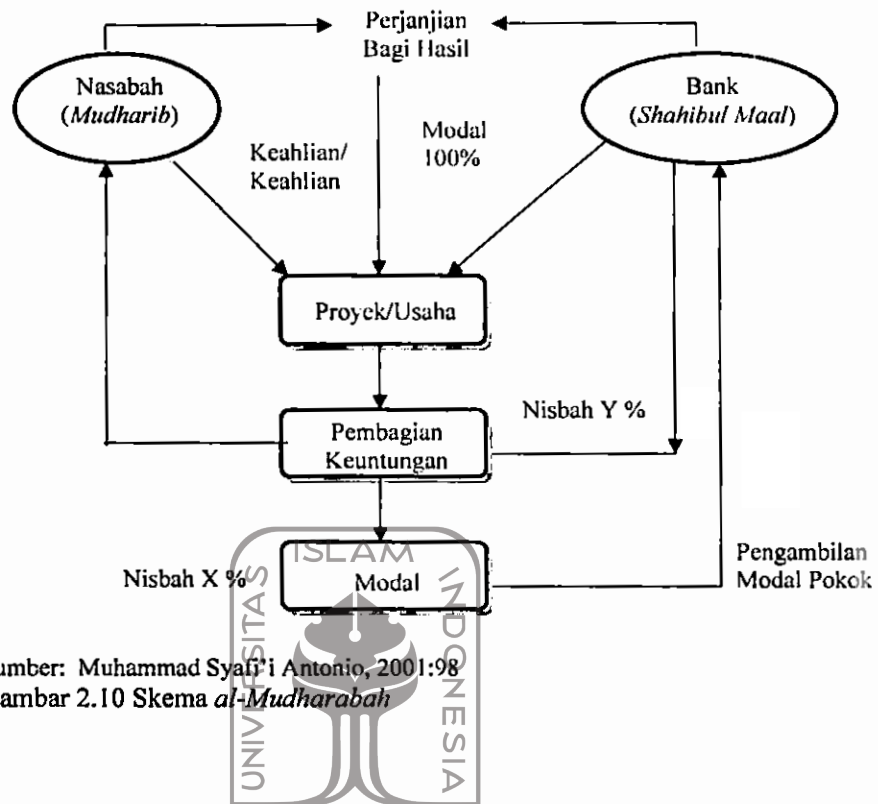 Perjanjian
Bagi Hasil
Nasabah
(Mudharib)
Bank
(Shahibul Maal)
Keahlian/
Keahlian
Modal
100%
Proyek/Usaha
Nisbah Y %
Pembagian
Keuntungan
Nisbah X %
Modal
Pengambilan
Modal Pokok
umber: Muhammad Syafi'i Antonio, 2001:98
ambar 2.10 Skema al-Mudharabah
UNIVERSITAS
ISLAM
INDONESIA